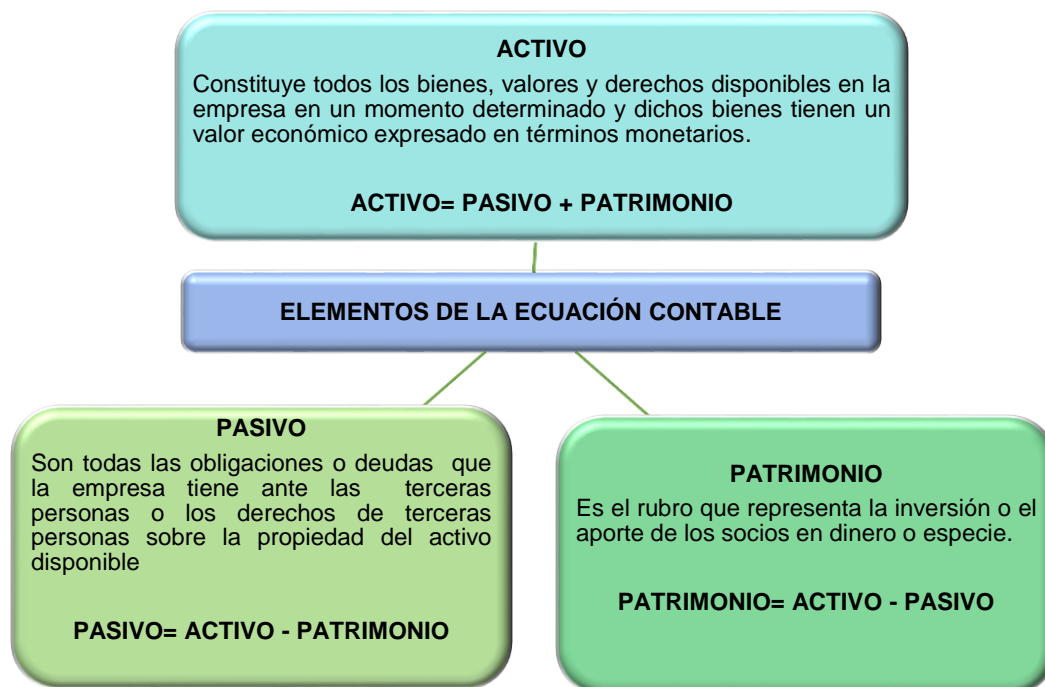 ACTIVO
Constituye todos los bienes, valores y derechos disponibles en la
empresa en un momento determinado y dichos bienes tienen un
valor económico expresado en términos monetarios.
ACTIVO= PASIVO + PATRIMONIO
ELEMENTOS DE LA ECUACIÓN CONTABLE
PASIVO
Son todas las obligaciones o deudas que
la empresa tiene ante las terceras
personas o los derechos de terceras
personas sobre la propiedad del activo
disponible
PASIVO= ACTIVO - PATRIMONIO
PATRIMONIO
Es el rubro que representa la inversión o el
aporte de los socios en dinero o especie.
PATRIMONIO= ACTIVO - PASIVO